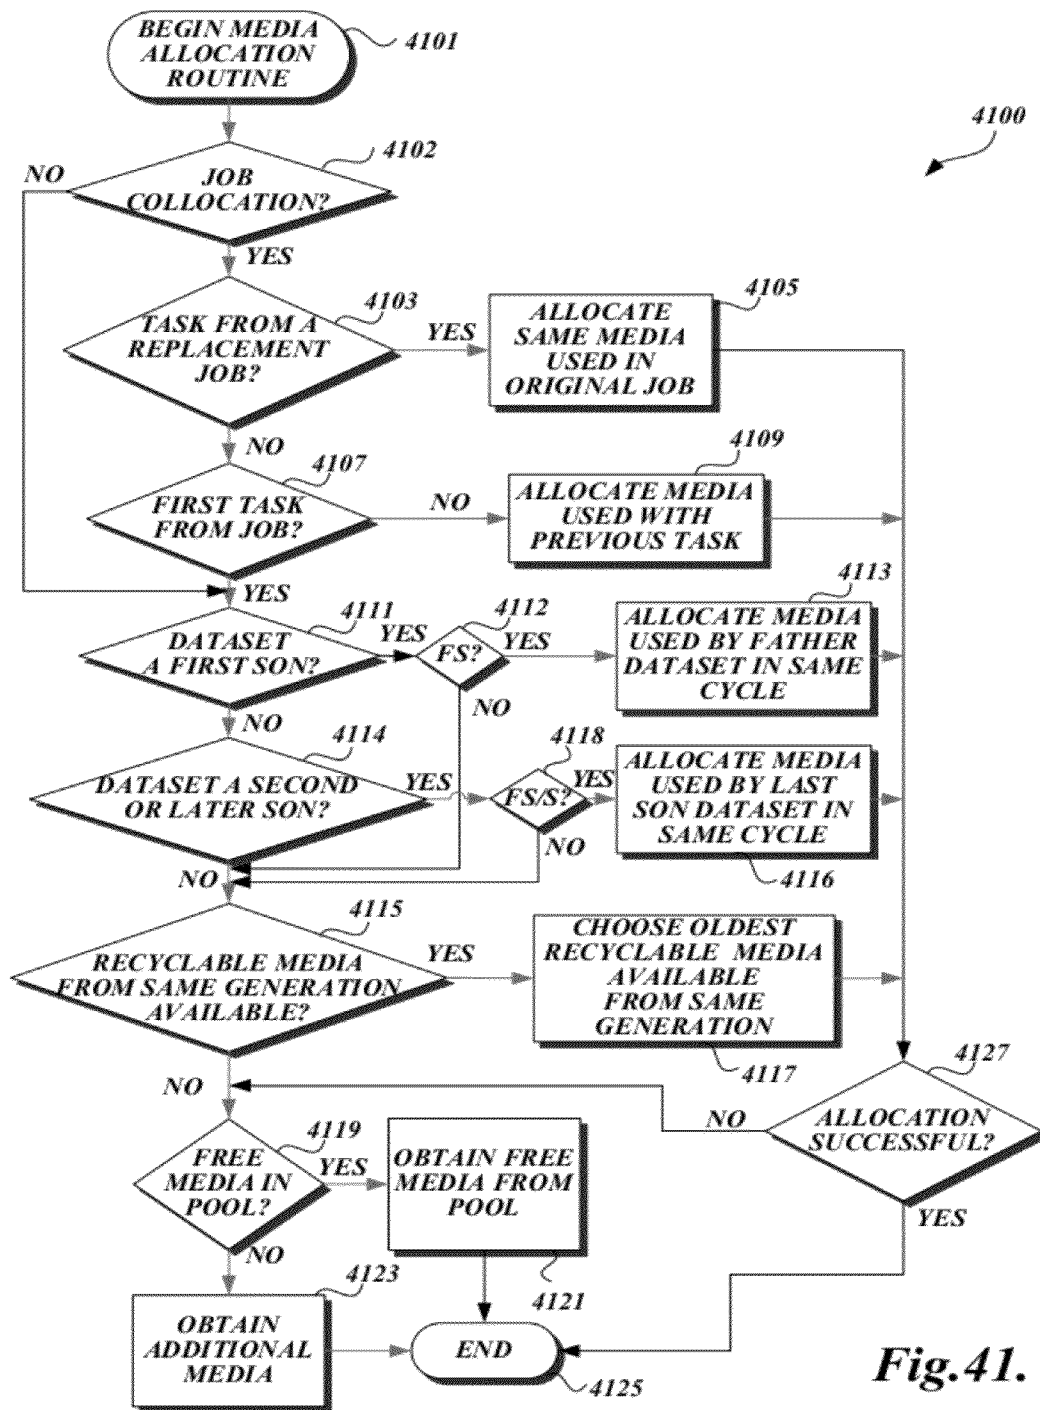 BEGIN MEDIA
ALLOCATION
ROUTINE
4101
4100
4102
NO
JOB
COLLOCATION?
YES
4103
TASK FROM A
REPLACEMENT
JOB?
YES
4105
ALLOCATE
SAME MEDIA
USED IN
ORIGINAL JOB
NO
4107
FIRST TASK
FROM JOB?
NO
4109
ALLOCATE MEDIA
USED WITH
PREVIOUS TASK
YES
4111
DATASET
A FIRST SON?
YES
4112
FS?
YES
4113
ALLOCATE MEDIA
USED BY FATHER
DATASET IN SAME
CYCLE
NO
NO
4114
DATASET A SECOND
OR LATER SON?
YES
4118
FS/S?
YES
ALLOCATE MEDIA
USED BY LAST
SON DATASET IN
SAME CYCLE
4116
NO
NO
4115
RECYCLABLE MEDIA
FROM SAME GENERATION
AVAILABLE?
YES
CHOOSE OLDEST
RECYCLABLE MEDIA
AVAILABLE
FROM SAME
GENERATION
4117
NO
4127
ALLOCATION
SUCCESSFUL?
NO
YES
4119
FREE
MEDIA IN
POOL?
YES
OBTAIN FREE
MEDIA FROM
POOL
4121
NO
4123
OBTAIN
ADDITIONAL
MEDIA
END
4125
Fig.41.